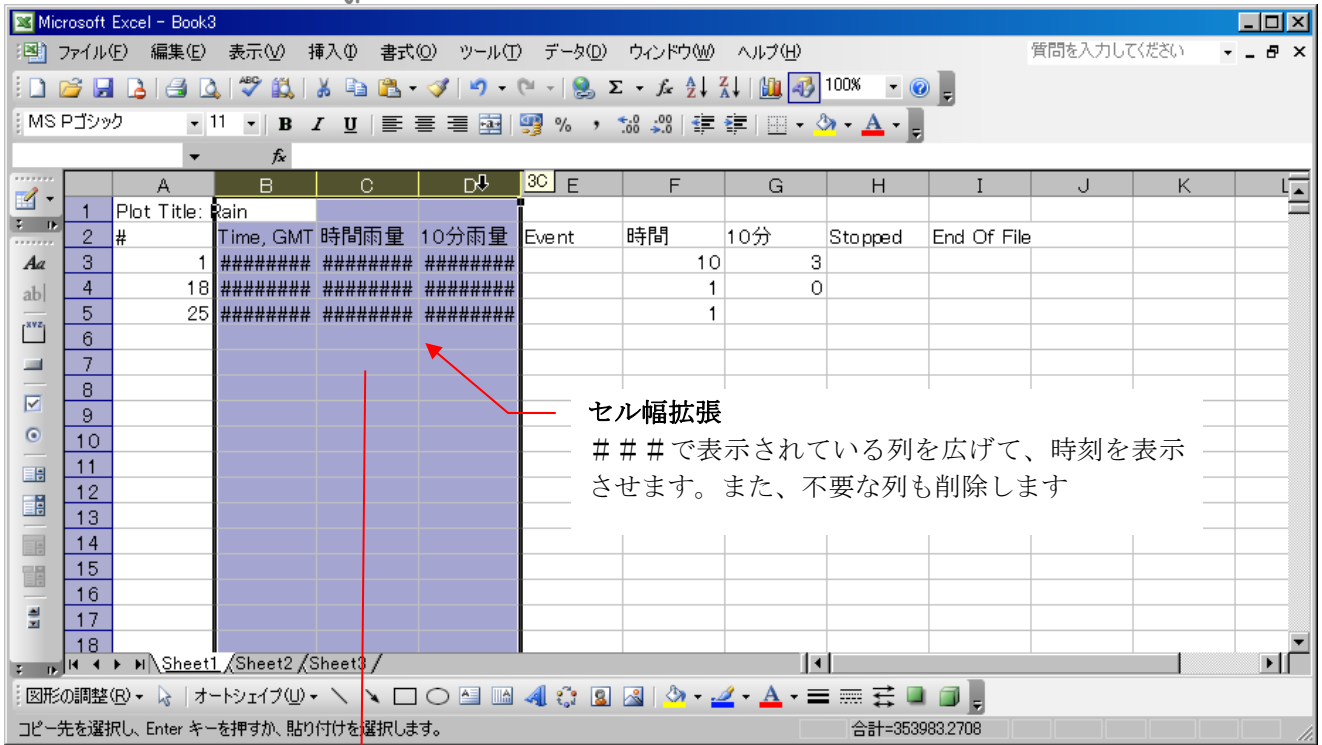 Microsoft Excel - Book3
ファイル(F) 編集(E) 表示(V) 挿入(I) 書式(O) ツール(T) データ(D) ウィンドウ(W) ヘルプ(H) 質問を入力してください
100%
MS Pゴシック 11 B I U % ,
fx
A B C D 3C E F G H I J K L
1 Plot Title: Rain
2 # Time, GMT 時間雨量 10分雨量 Event 時間 10分 Stopped End Of File
3 1 ######## ######## ######## 10 3
4 18 ######## ######## ######## 1 0
5 25 ######## ######## ######## 1
6
7
8
9
10
11
12
13
14
15
16
17
18
セル幅拡張
###で表示されている列を広げて、時刻を表示
させます。また、不要な列も削除します
Sheet1 Sheet2 Sheet3
図形の調整(R) オートシェイプ(U)
コピー先を選択し、Enter キーを押すか、貼り付けを選択します。 合計=353983.2708